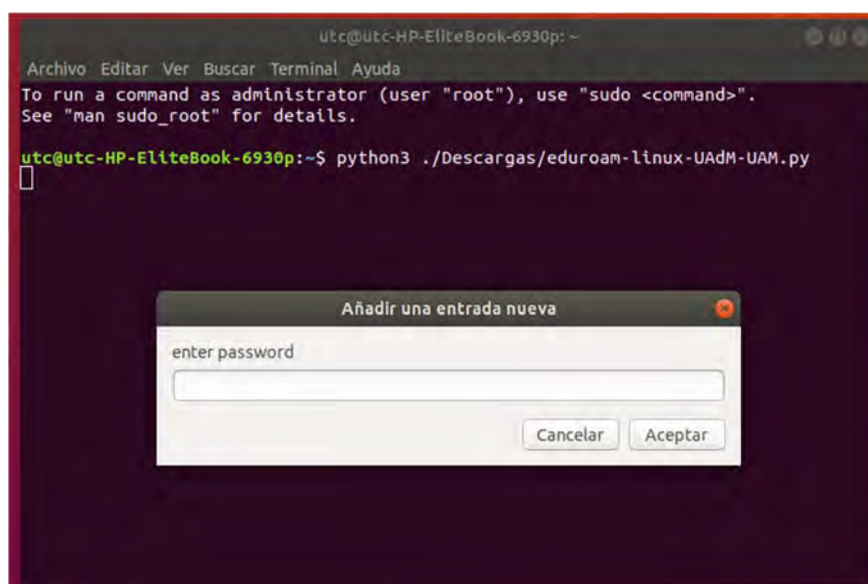 utc@utc-HP-EliteBook-6930p: ~
Archivo Editar Ver Buscar Terminal Ayuda
To run a command as administrator (user "root"), use "sudo <command>".
See "man sudo_root" for details.
utc@utc-HP-EliteBook-6930p:~$ python3 ./Descargas/eduroam-linux-UAdM-UAM.py
Añadir una entrada nueva
enter password
Cancelar Aceptar